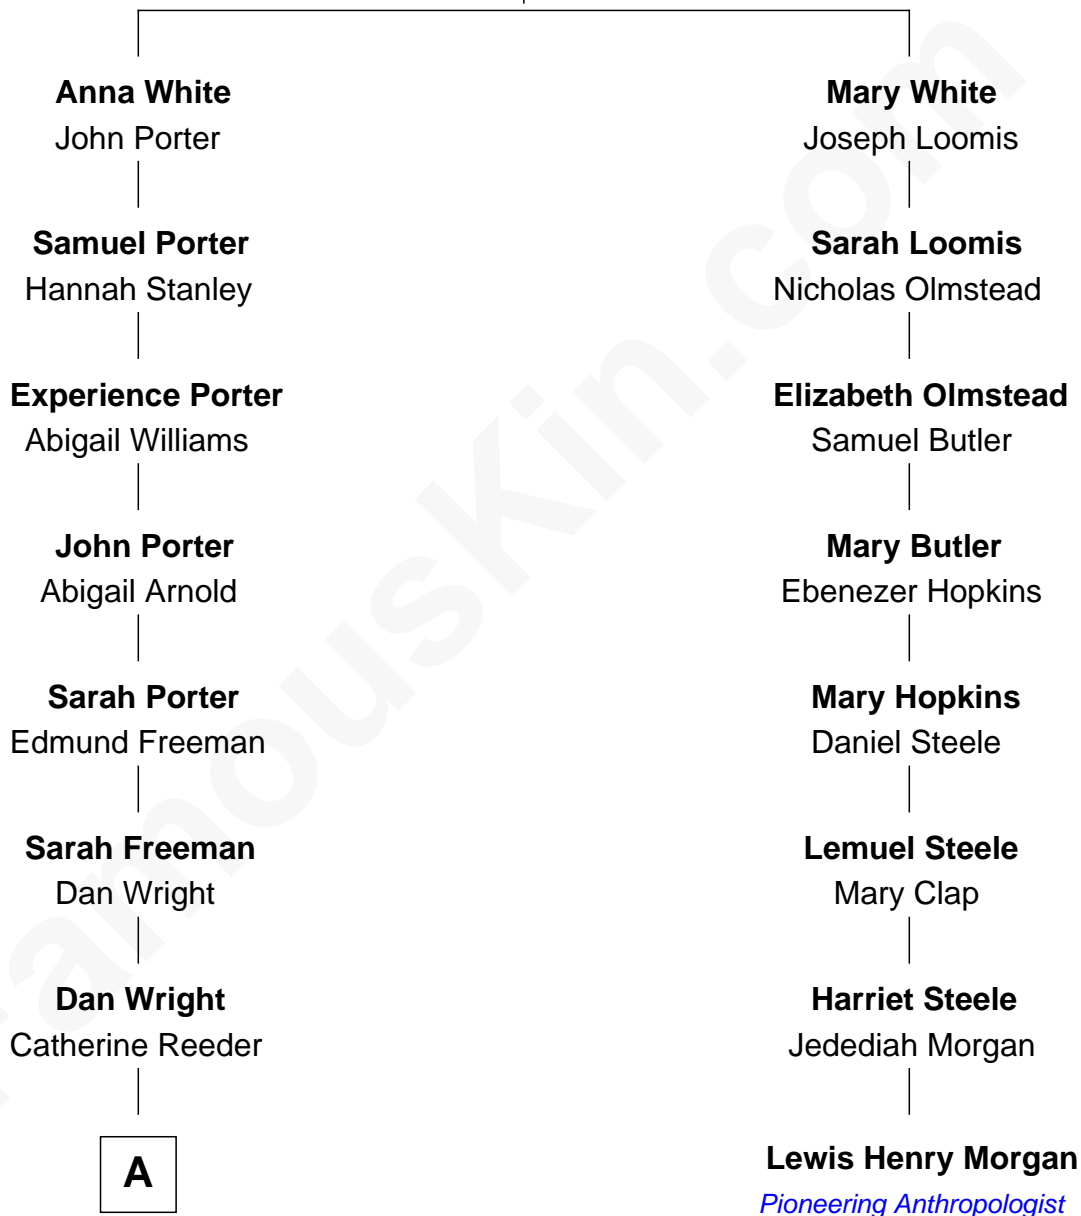 Anna White
John Porter
Mary White
Joseph Loomis
Samuel Porter
Hannah Stanley
Sarah Loomis
Nicholas Olmstead
Experience Porter
Abigail Williams
Elizabeth Olmstead
Samuel Butler
John Porter
Abigail Arnold
Mary Butler
Ebenezer Hopkins
Sarah Porter
Edmund Freeman
Mary Hopkins
Daniel Steele
Sarah Freeman
Dan Wright
Lemuel Steele
Mary Clap
Dan Wright
Catherine Reeder
Harriet Steele
Jedediah Morgan
A
Lewis Henry Morgan
Pioneering Anthropologist
FamousKin.com